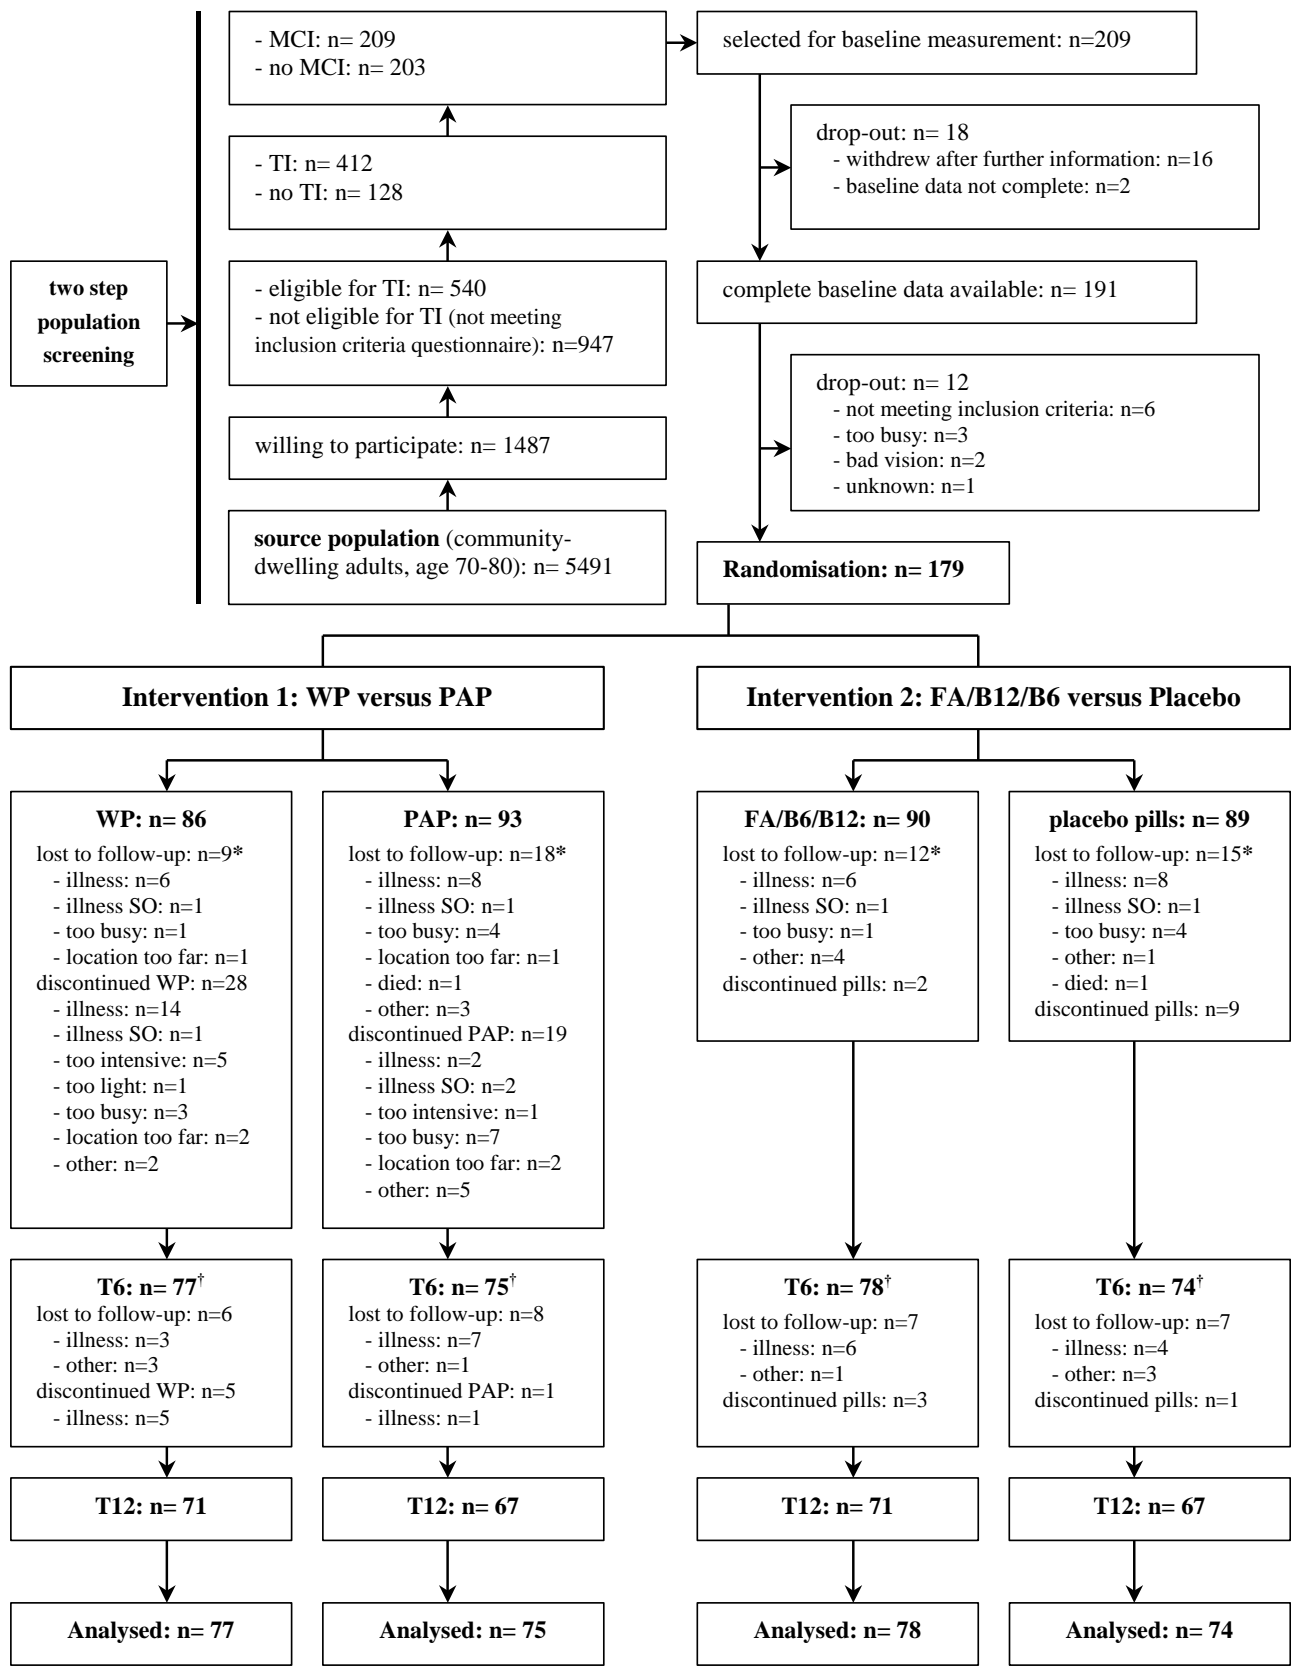 - MCI: n= 209
- no MCI: n= 203
selected for baseline measurement: n=209
drop-out: n= 18
- withdrew after further information: n=16
- baseline data not complete: n=2
- TI: n= 412
- no TI: n= 128
two step
population
screening
- eligible for TI: n= 540
- not eligible for TI (not meeting
inclusion criteria questionnaire): n=947
complete baseline data available: n= 191
drop-out: n= 12
- not meeting inclusion criteria: n=6
- too busy: n=3
- bad vision: n=2
- unknown: n=1
willing to participate: n= 1487
source population (community-
dwelling adults, age 70-80): n= 5491
Randomisation: n= 179
Intervention 1: WP versus PAP
Intervention 2: FA/B12/B6 versus Placebo
WP: n= 86
lost to follow-up: n=9*
- illness: n=6
- illness SO: n=1
- too busy: n=1
- location too far: n=1
discontinued WP: n=28
- illness: n=14
- illness SO: n=1
- too intensive: n=5
- too light: n=1
- too busy: n=3
- location too far: n=2
- other: n=2
PAP: n= 93
lost to follow-up: n=18*
- illness: n=8
- illness SO: n=1
- too busy: n=4
- location too far: n=1
- died: n=1
- other: n=3
discontinued PAP: n=19
- illness: n=2
- illness SO: n=2
- too intensive: n=1
- too busy: n=7
- location too far: n=2
- other: n=5
FA/B6/B12: n= 90
lost to follow-up: n=12*
- illness: n=6
- illness SO: n=1
- too busy: n=1
- other: n=4
discontinued pills: n=2
placebo pills: n= 89
lost to follow-up: n=15*
- illness: n=8
- illness SO: n=1
- too busy: n=4
- other: n=1
- died: n=1
discontinued pills: n=9
T6: n= 77†
lost to follow-up: n=6
- illness: n=3
- other: n=3
discontinued WP: n=5
- illness: n=5
T6: n= 75†
lost to follow-up: n=8
- illness: n=7
- other: n=1
discontinued PAP: n=1
- illness: n=1
T6: n= 78†
lost to follow-up: n=7
- illness: n=6
- other: n=1
discontinued pills: n=3
T6: n= 74†
lost to follow-up: n=7
- illness: n=4
- other: n=3
discontinued pills: n=1
T12: n= 71
T12: n= 67
T12: n= 71
T12: n= 67
Analysed: n= 77
Analysed: n= 75
Analysed: n= 78
Analysed: n= 74